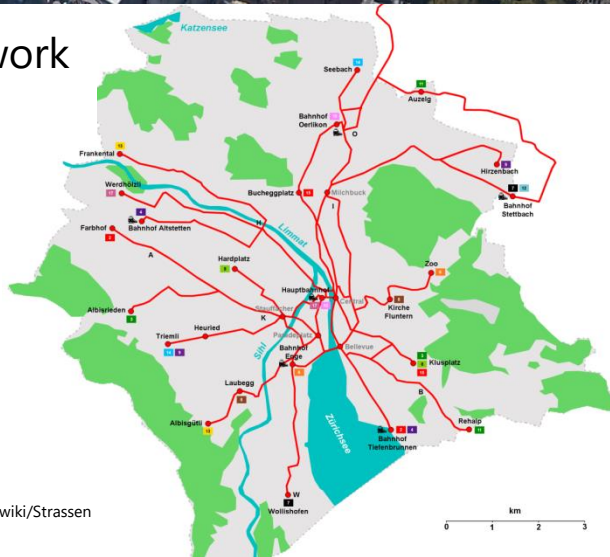 work
Katzensee
Seebach
Auzelg
Bahnhof
Oerlikon
O
Frankental
Werdhölzli
Bucheggplatz
Milchbuck
Hirzenbach
I
Bahnhof
Stettbach
Bahnhof Altstetten
H
Limmat
Farbhof
A
Hardplatz
Zoo
Hauptbahnhof
Central
Kirche
Fluntern
Albisrieden
Stauffacher
K
Triemli
Heuried
Paradeplatz
Bellevue
Sihl
Bahnhof
Enge
Klusplatz
Laubegg
B
Albisgütli
Zürichsee
Rehalp
Bahnhof
Tiefenbrunnen
W
Wollishofen
wiki/Strassen
km
0 1 2 3